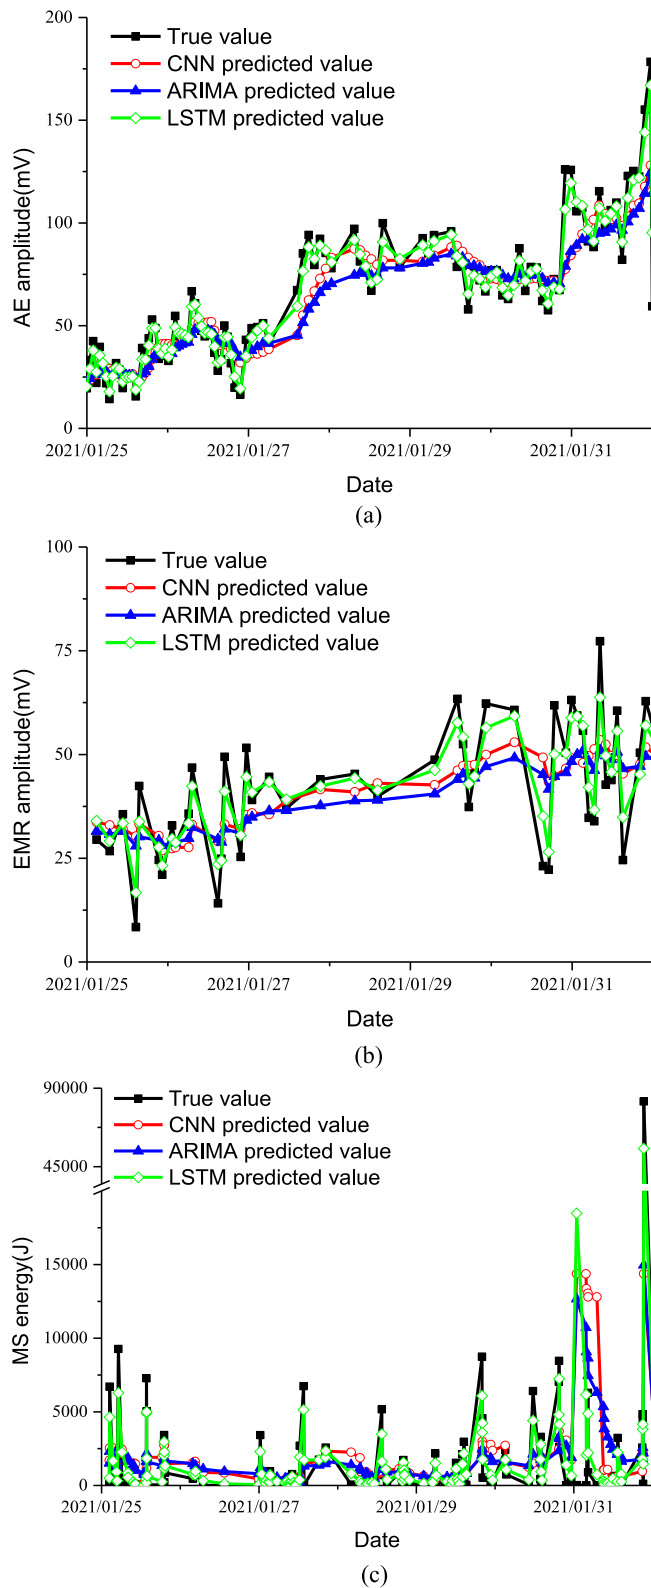 200
150
100
50
0
AE amplitude(mV)
True value
CNN predicted value
ARIMA predicted value
LSTM predicted value
2021/01/25 2021/01/27 2021/01/29 2021/01/31
Date
(a)
100
75
50
25
0
EMR amplitude(mV)
True value
CNN predicted value
ARIMA predicted value
LSTM predicted value
2021/01/25 2021/01/27 2021/01/29 2021/01/31
Date
(b)
90000
45000
15000
10000
5000
0
MS energy(J)
True value
CNN predicted value
ARIMA predicted value
LSTM predicted value
2021/01/25 2021/01/27 2021/01/29 2021/01/31
Date
(c)